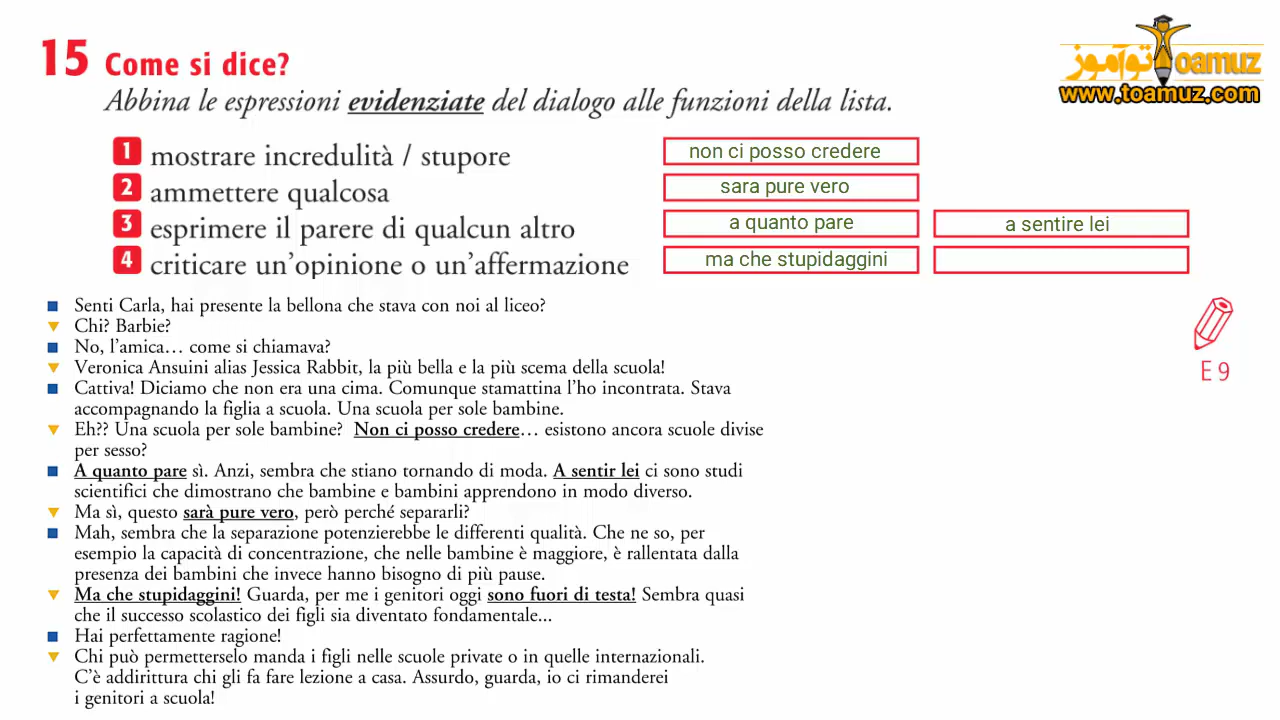 15 Come si dice?
توآموز Toamuz
www.toamuz.com
Abbina le espressioni evidenziate del dialogo alle funzioni della lista.
1 mostrare incredulità / stupore
non ci posso credere
2 ammettere qualcosa
sara pure vero
3 esprimere il parere di qualcun altro
a quanto pare
a sentire lei
4 criticare un'opinione o un'affermazione
ma che stupidaggini
Senti Carla, hai presente la bellona che stava con noi al liceo?
Chi? Barbie?
No, l'amica… come si chiamava?
Veronica Ansuini alias Jessica Rabbit, la più bella e la più scema della scuola!
Cattiva! Diciamo che non era una cima. Comunque stamattina l'ho incontrata. Stava
accompagnando la figlia a scuola. Una scuola per sole bambine.
Eh?? Una scuola per sole bambine? Non ci posso credere… esistono ancora scuole divise
per sesso?
A quanto pare sì. Anzi, sembra che stiano tornando di moda. A sentir lei ci sono studi
scientifici che dimostrano che bambine e bambini apprendono in modo diverso.
Ma sì, questo sarà pure vero, però perché separarli?
Mah, sembra che la separazione potenzierebbe le differenti qualità. Che ne so, per
esempio la capacità di concentrazione, che nelle bambine è maggiore, è rallentata dalla
presenza dei bambini che invece hanno bisogno di più pause.
Ma che stupidaggini! Guarda, per me i genitori oggi sono fuori di testa! Sembra quasi
che il successo scolastico dei figli sia diventato fondamentale...
Hai perfettamente ragione!
Chi può permetterselo manda i figli nelle scuole private o in quelle internazionali.
C'è addirittura chi gli fa fare lezione a casa. Assurdo, guarda, io ci rimanderei
i genitori a scuola!
E 9